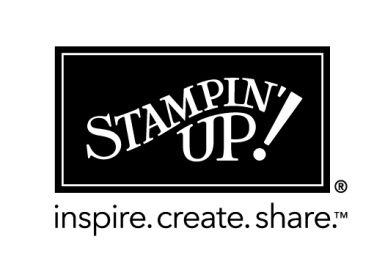 STAMPIN'
UP!
®
inspire. create. share.™